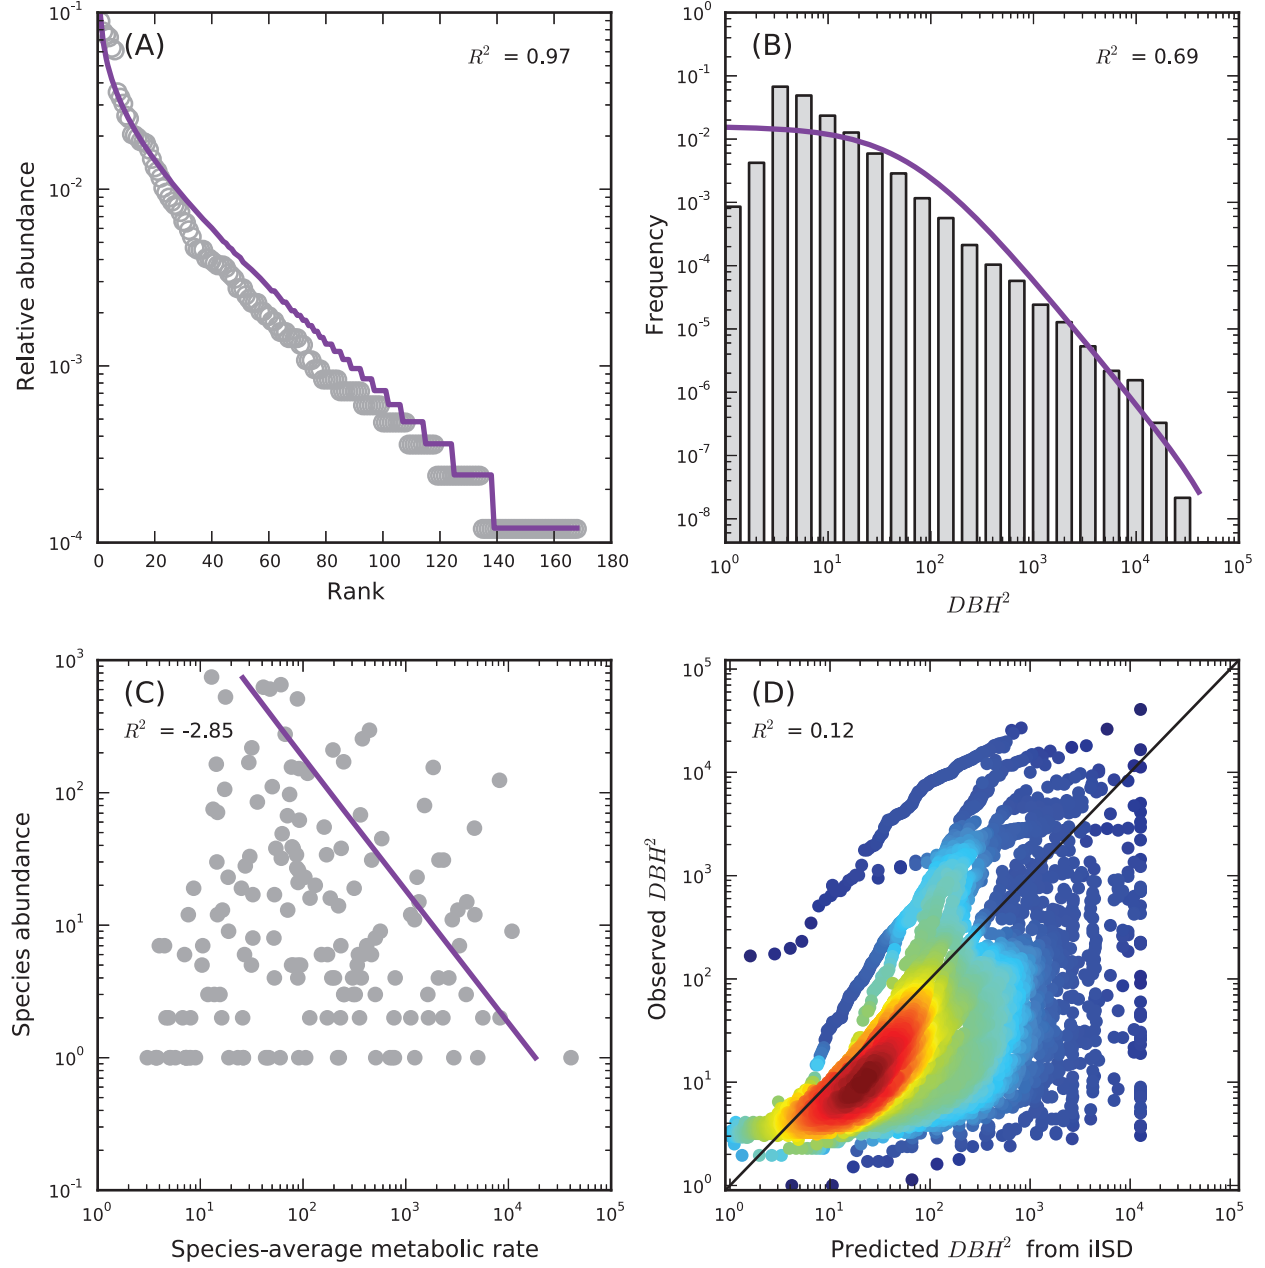 (A)
R² = 0.97
10⁻¹
10⁻²
10⁻³
10⁻⁴
Relative abundance
0 20 40 60 80 100 120 140 160 180
Rank
(B)
R² = 0.69
10⁰
10⁻¹
10⁻²
10⁻³
10⁻⁴
10⁻⁵
10⁻⁶
10⁻⁷
10⁻⁸
Frequency
10⁰ 10¹ 10² 10³ 10⁴ 10⁵
DBH²
(C)
R² = -2.85
10³
10²
10¹
10⁰
10⁻¹
Species abundance
10⁰ 10¹ 10² 10³ 10⁴ 10⁵
Species-average metabolic rate
(D)
R² = 0.12
10⁵
10⁴
10³
10²
10¹
10⁰
Observed DBH²
10⁰ 10¹ 10² 10³ 10⁴ 10⁵
Predicted DBH² from iISD